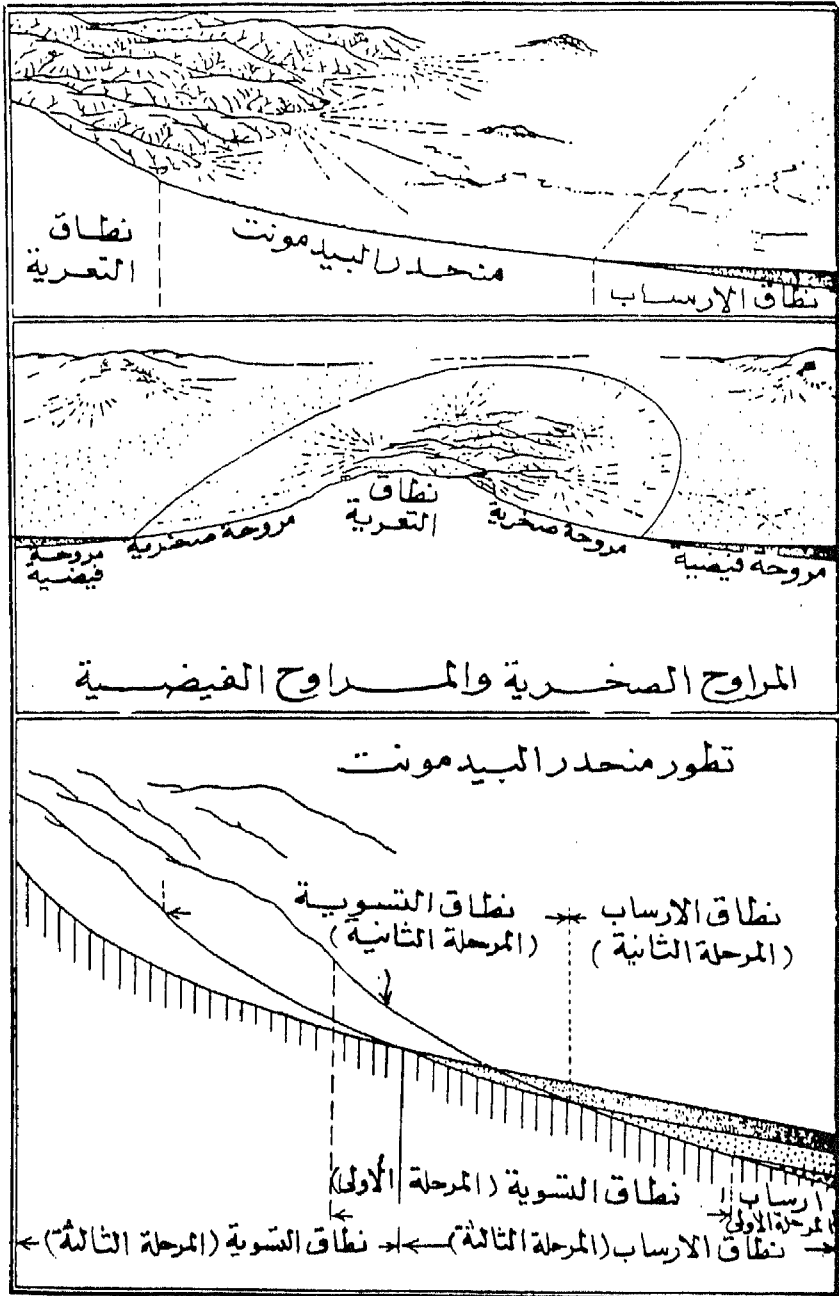 نطاق
التعرية
منحدر البيدمونت
نطاق الارساب
نطاق
التعرية
مروحة صخرية
مروحة صخرية
مروحة فيضية
مروحة
فيضية
المراوح الصخرية والمراوح الفيضية
تطور منحدر البيدمونت
نطاق الارساب
(المرحلة الثانية)
نطاق التسوية
(المرحلة الثانية)
ارساب
المرحلة الأولى
نطاق التسوية (المرحلة الأولى)
نطاق الارساب (المرحلة الثالثة)
نطاق التسوية (المرحلة الثالثة)